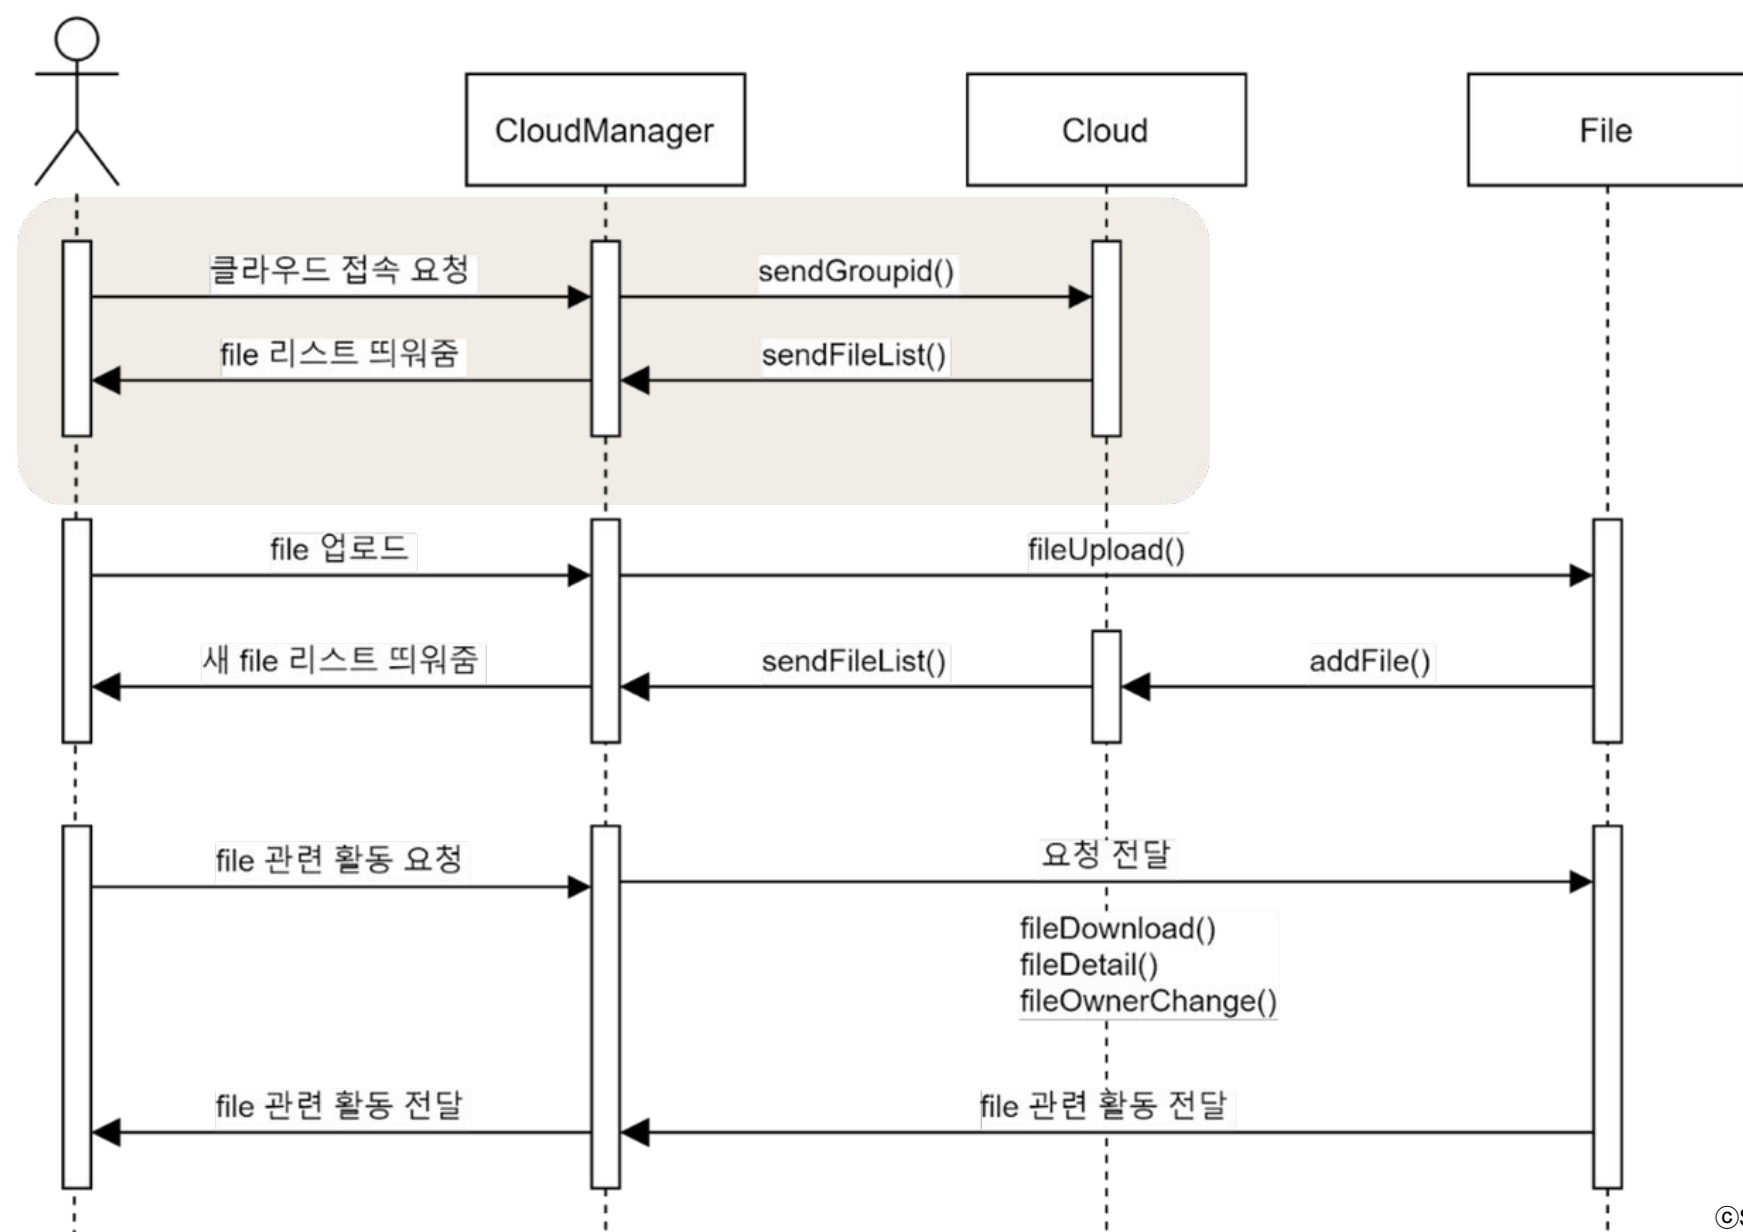 CloudManager
Cloud
File
클라우드 접속 요청
sendGroupid()
file 리스트 띄워줌
sendFileList()
file 업로드
fileUpload()
새 file 리스트 띄워줌
sendFileList()
addFile()
file 관련 활동 요청
요청 전달
fileDownload()
fileDetail()
fileOwnerChange()
file 관련 활동 전달
file 관련 활동 전달